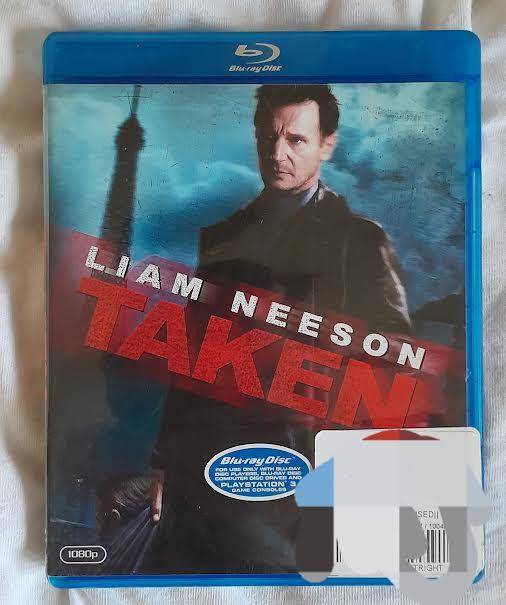 Blu-ray Disc
LIAM NEESON
TAKEN
Blu-ray Disc
FOR USE ONLY WITH BLU-RAY
DISC PLAYERS, BLU-RAY DISC
COMPUTER DISC DRIVES AND
PLAYSTATION 3
GAME CONSOLES
1080p